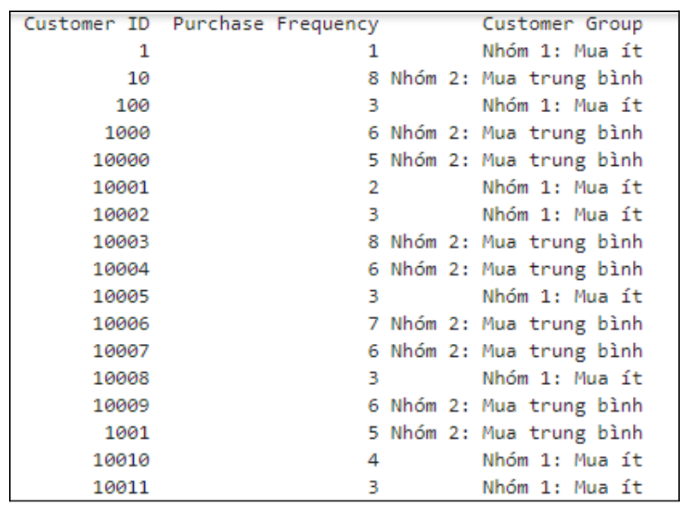 Customer ID Purchase Frequency Customer Group
1 1 Nhóm 1: Mua ít
10 8 Nhóm 2: Mua trung bình
100 3 Nhóm 1: Mua ít
1000 6 Nhóm 2: Mua trung bình
10000 5 Nhóm 2: Mua trung bình
10001 2 Nhóm 1: Mua ít
10002 3 Nhóm 1: Mua ít
10003 8 Nhóm 2: Mua trung bình
10004 6 Nhóm 2: Mua trung bình
10005 3 Nhóm 1: Mua ít
10006 7 Nhóm 2: Mua trung bình
10007 6 Nhóm 2: Mua trung bình
10008 3 Nhóm 1: Mua ít
10009 6 Nhóm 2: Mua trung bình
1001 5 Nhóm 2: Mua trung bình
10010 4 Nhóm 1: Mua ít
10011 3 Nhóm 1: Mua ít